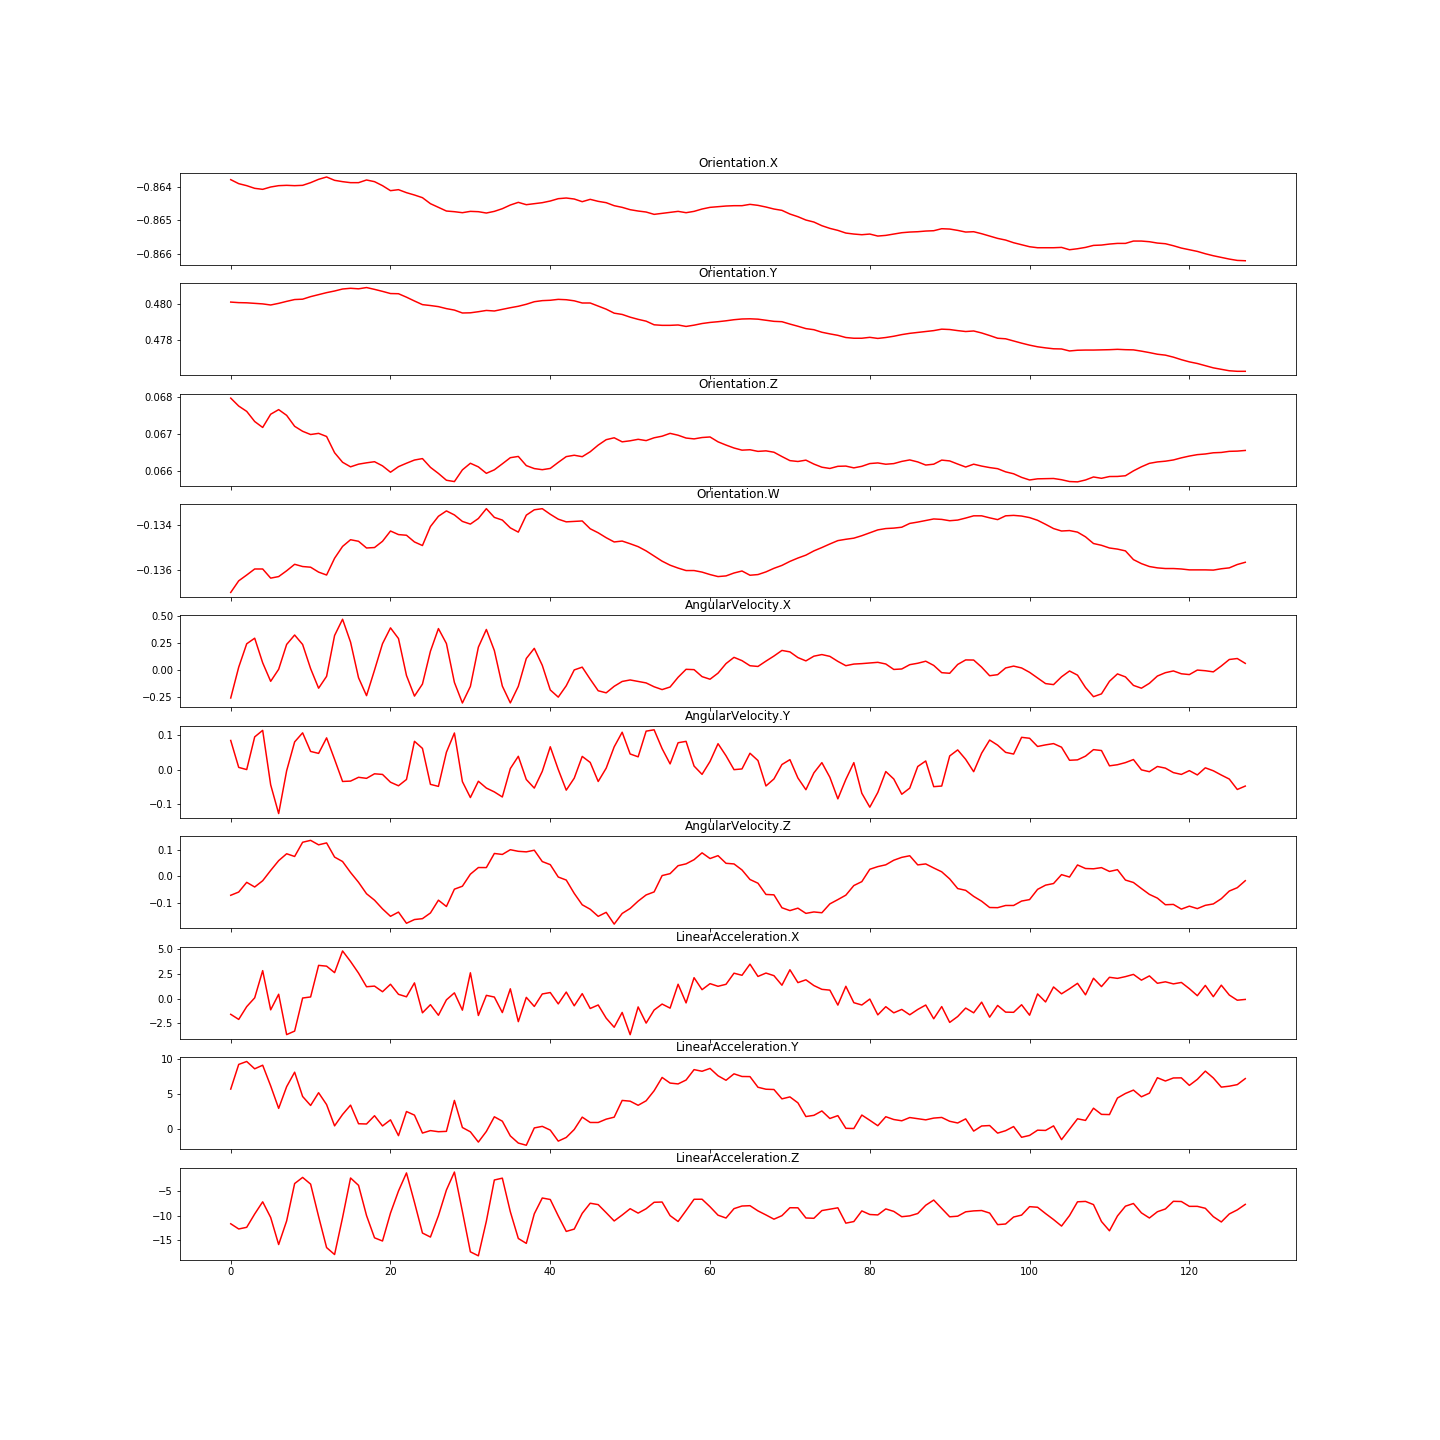 Orientation.X
−0.864
−0.865
−0.866
Orientation.Y
0.480
0.478
Orientation.Z
0.068
0.067
0.066
Orientation.W
−0.134
−0.136
AngularVelocity.X
0.50
0.25
0.00
−0.25
AngularVelocity.Y
0.1
0.0
−0.1
AngularVelocity.Z
0.1
0.0
−0.1
LinearAcceleration.X
5.0
2.5
0.0
−2.5
LinearAcceleration.Y
10
5
0
LinearAcceleration.Z
−5
−10
−15
0 20 40 60 80 100 120